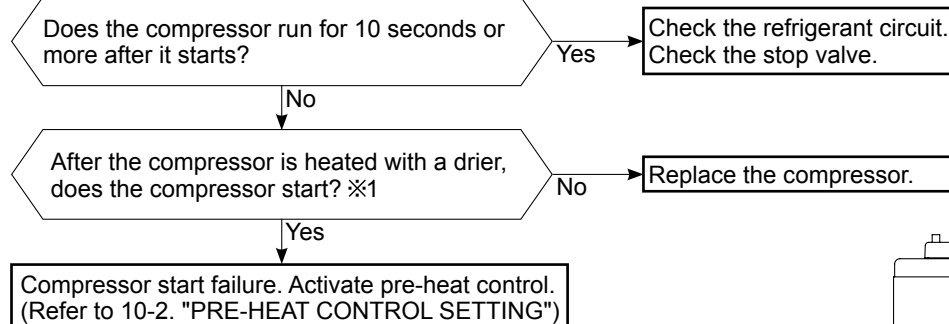 Does the compressor run for 10 seconds or
more after it starts?
Yes
Check the refrigerant circuit.
Check the stop valve.
No
After the compressor is heated with a drier,
does the compressor start? ※1
No
Replace the compressor.
Yes
Compressor start failure. Activate pre-heat control.
(Refer to 10-2. "PRE-HEAT CONTROL SETTING")